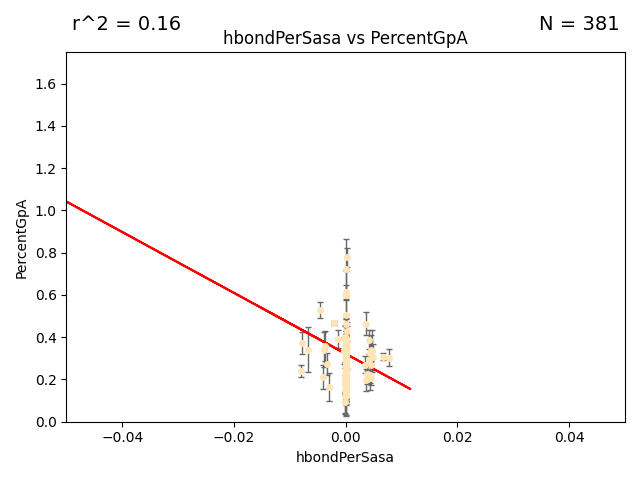 r^2 = 0.16
N = 381
hbondPerSasa vs PercentGpA
1.6
1.4
1.2
1.0
0.8
0.6
0.4
0.2
0.0
PercentGpA
−0.04
−0.02
0.00
0.02
0.04
hbondPerSasa